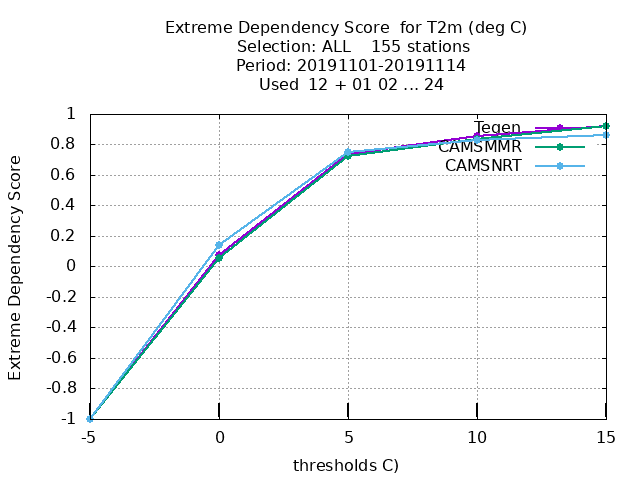 Extreme Dependency Score  for T2m (deg C)
Selection: ALL    155 stations
Period: 20191101-20191114
Used  12 + 01 02 ... 24
Extreme Dependency Score
1
0.8
0.6
0.4
0.2
0
-0.2
-0.4
-0.6
-0.8
-1
Tegen
CAMSMMR
CAMSNRT
-5
0
5
10
15
thresholds C)